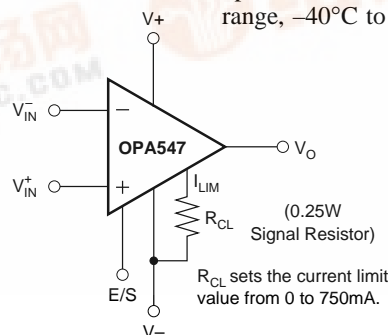 range, –40°C to
V+
V⁻IN
OPA547
VO
V⁺IN
ILIM
RCL
(0.25W
Signal Resistor)
E/S
RCL sets the current limit
value from 0 to 750mA.
V–